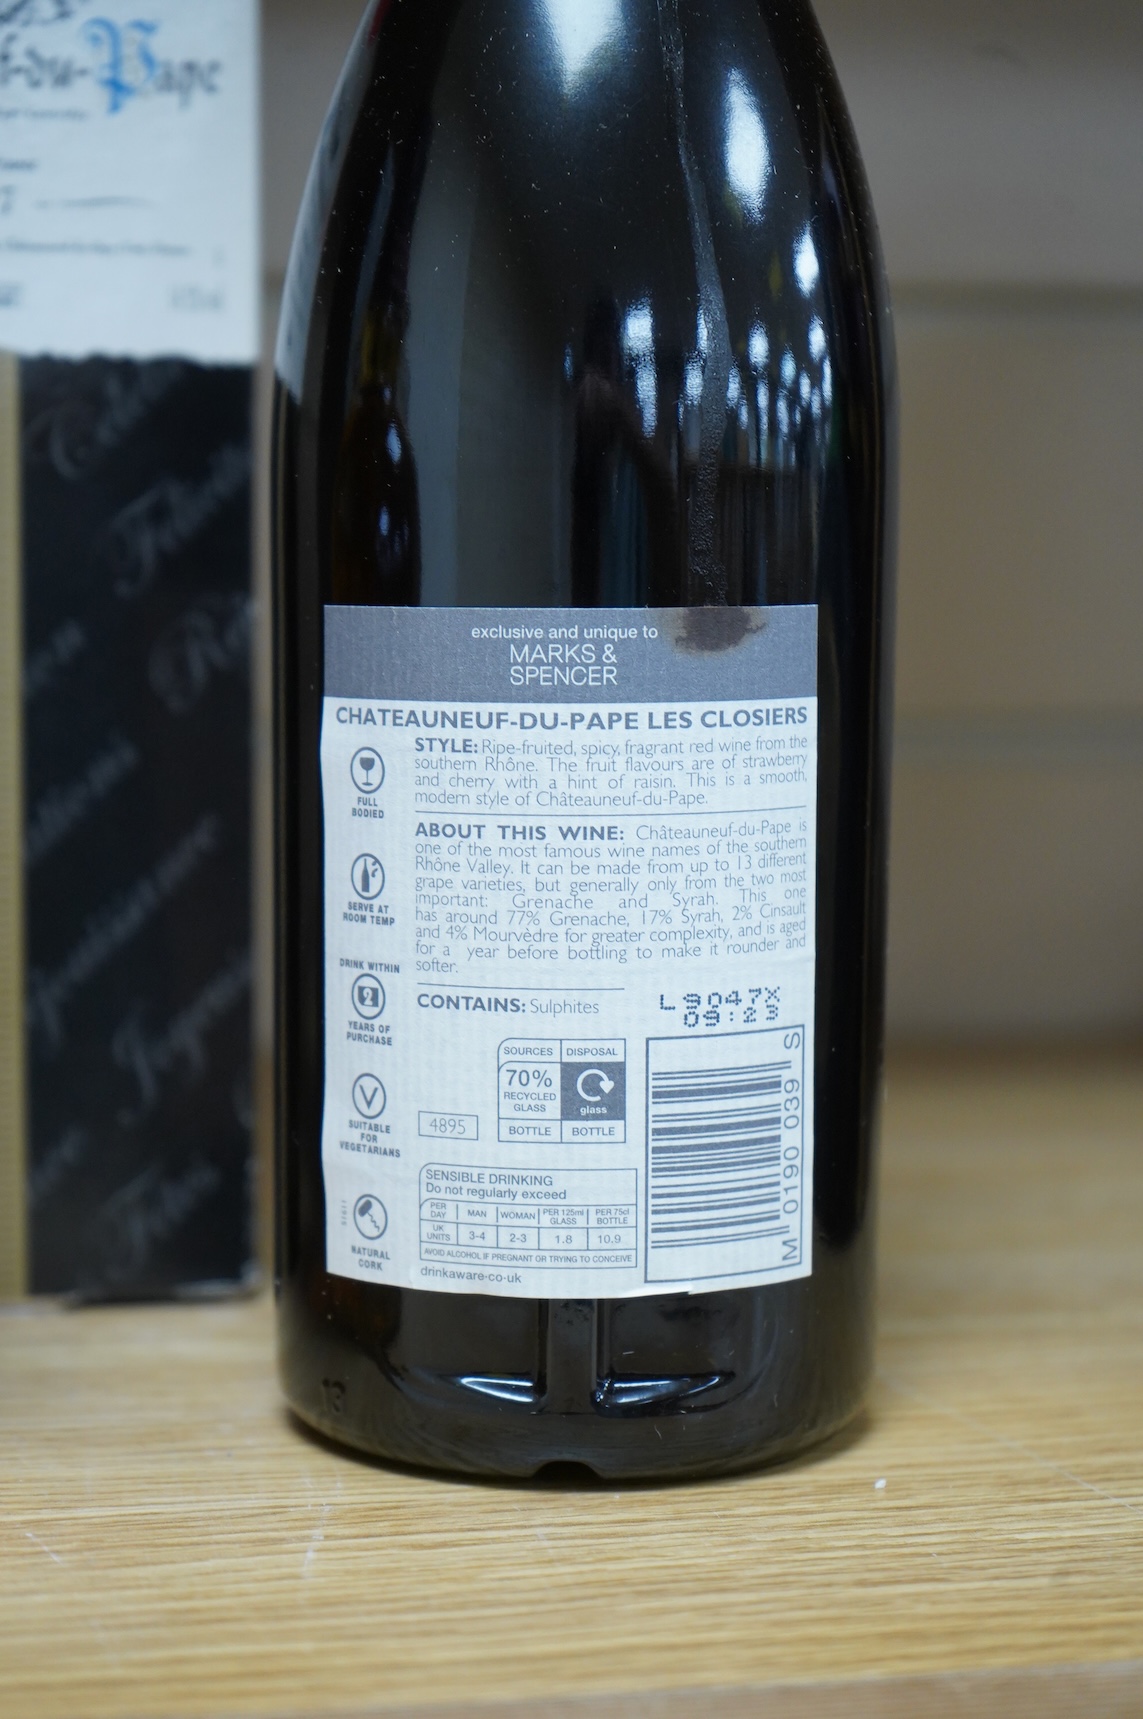 f-du-Pape
exclusive and unique to
MARKS &
SPENCER
CHATEAUNEUF-DU-PAPE LES CLOSIERS
STYLE: Ripe-fruited, spicy, fragrant red wine from the
southern Rhône. The fruit flavours are of strawberry
and cherry with a hint of raisin. This is a smooth,
modern style of Châteauneuf-du-Pape.
ABOUT THIS WINE: Châteauneuf-du-Pape is
one of the most famous wine names of the southern
Rhône Valley. It can be made from up to 13 different
grape varieties, but generally only from the two most
important: Grenache and Syrah. This one
has around 77% Grenache, 17% Syrah, 2% Cinsault
and 4% Mourvèdre for greater complexity, and is aged
for a year before bottling to make it rounder and
softer.
FULL
BODIED
SERVE AT
ROOM TEMP
DRINK WITHIN
2
YEARS OF
PURCHASE
V
SUITABLE
FOR
VEGETARIANS
NATURAL
CORK
CONTAINS: Sulphites
L9047X
09:23
SOURCES DISPOSAL
70%
RECYCLED
GLASS
glass
BOTTLE BOTTLE
4895
SENSIBLE DRINKING
Do not regularly exceed
PER DAY MAN WOMAN PER 125ml GLASS PER 75cl BOTTLE
UK UNITS 3-4 2-3 1.8 10.9
AVOID ALCOHOL IF PREGNANT OR TRYING TO CONCEIVE
drinkaware·co·uk
M 0190 039 S
13